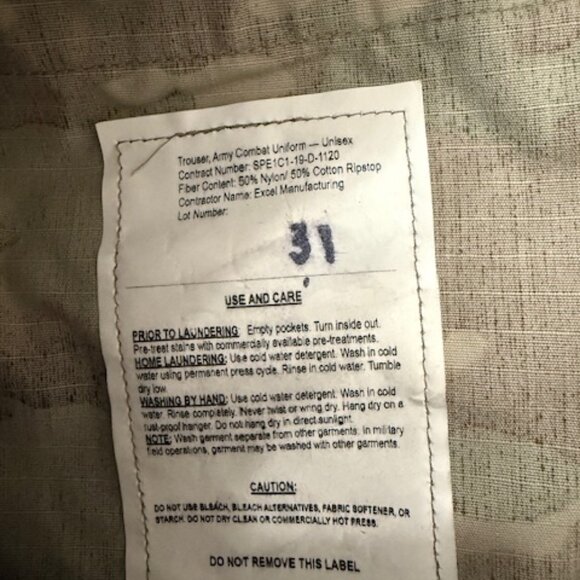 Trouser, Army Combat Uniform — Unisex
Contract Number: SPE1C1-19-D-1120
Fiber Content: 50% Nylon/ 50% Cotton Ripstop
Contractor Name: Excel Manufacturing
Lot Number:
31
USE AND CARE
PRIOR TO LAUNDERING: Empty pockets. Turn inside out.
Pre-treat stains with commercially available pre-treatments.
HOME LAUNDERING: Use cold water detergent. Wash in cold
water using permanent press cycle. Rinse in cold water. Tumble
dry low.
WASHING BY HAND: Use cold water detergent. Wash in cold
water. Rinse completely. Never twist or wring dry. Hang dry on a
rust-proof hanger. Do not hang dry in direct sunlight.
NOTE: Wash garment separate from other garments. In military
field operations, garment may be washed with other garments.
CAUTION:
DO NOT USE BLEACH, BLEACH ALTERNATIVES, FABRIC SOFTENER, OR
STARCH. DO NOT DRY CLEAN OR COMMERCIALLY HOT PRESS.
DO NOT REMOVE THIS LABEL